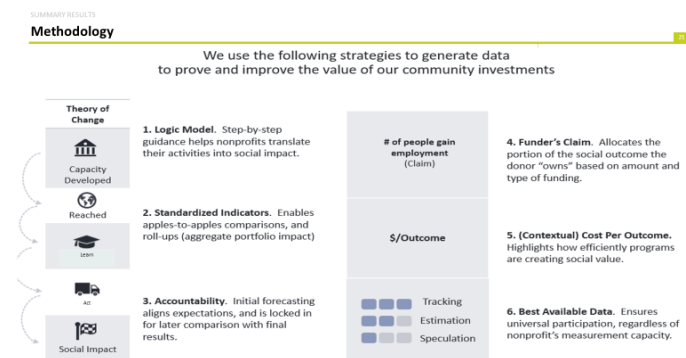 SUMMARY RESULTS
Methodology
21
We use the following strategies to generate data
to prove and improve the value of our community investments
Theory of
Change
Capacity
Developed
Reached
Learn
Act
Social Impact
1. Logic Model. Step-by-step
guidance helps nonprofits translate
their activities into social impact.
2. Standardized Indicators. Enables
apples-to-apples comparisons, and
roll-ups (aggregate portfolio impact)
3. Accountability. Initial forecasting
aligns expectations, and is locked in
for later comparison with final
results.
# of people gain
employment
(Claim)
$/Outcome
Tracking
Estimation
Speculation
4. Funder's Claim. Allocates the
portion of the social outcome the
donor "owns" based on amount and
type of funding.
5. (Contextual) Cost Per Outcome.
Highlights how efficiently programs
are creating social value.
6. Best Available Data. Ensures
universal participation, regardless of
nonprofit's measurement capacity.